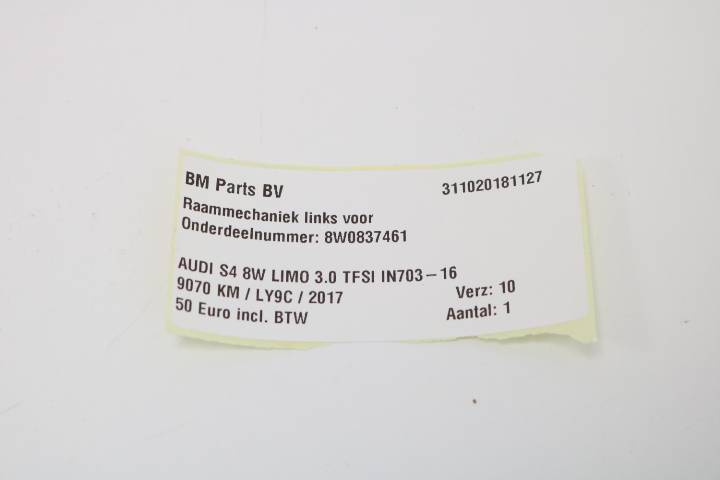 BM Parts BV 311020181127
Raammechaniek links voor
Onderdeelnummer: 8W0837461
AUDI S4 8W LIMO 3.0 TFSI IN703-16
9070 KM / LY9C / 2017 Verz: 10
50 Euro incl. BTW Aantal: 1